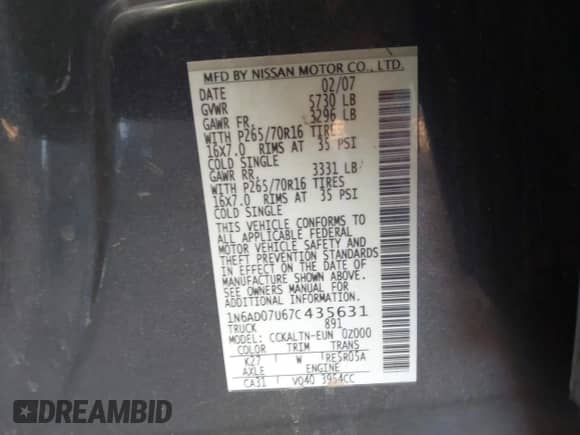 MFD BY NISSAN MOTOR CO., LTD.
DATE 02/07
GVWR 5730 LB
GAWR FR. 3296 LB
WITH P265/70R16 TIRES
16X7.0 RIMS AT 35 PSI
COLD SINGLE
GAWR RR. 3331 LB
WITH P265/70R16 TIRES
16X7.0 RIMS AT 35 PSI
COLD SINGLE
THIS VEHICLE CONFORMS TO
ALL APPLICABLE FEDERAL
MOTOR VEHICLE SAFETY AND
THEFT PREVENTION STANDARDS
IN EFFECT ON THE DATE OF
MANUFACTURE SHOWN ABOVE.
SEE OWNERS MANUAL FOR
ADDITIONAL INFORMATION
1N6AD07U67C435631
TRUCK 891
MODEL: CCKALTN-EUN 0Z000
COLOR TRIM TRANS
K27 W RE5R05A
AXLE ENGINE
CA31 VQ40 3954CC
DREAMBID